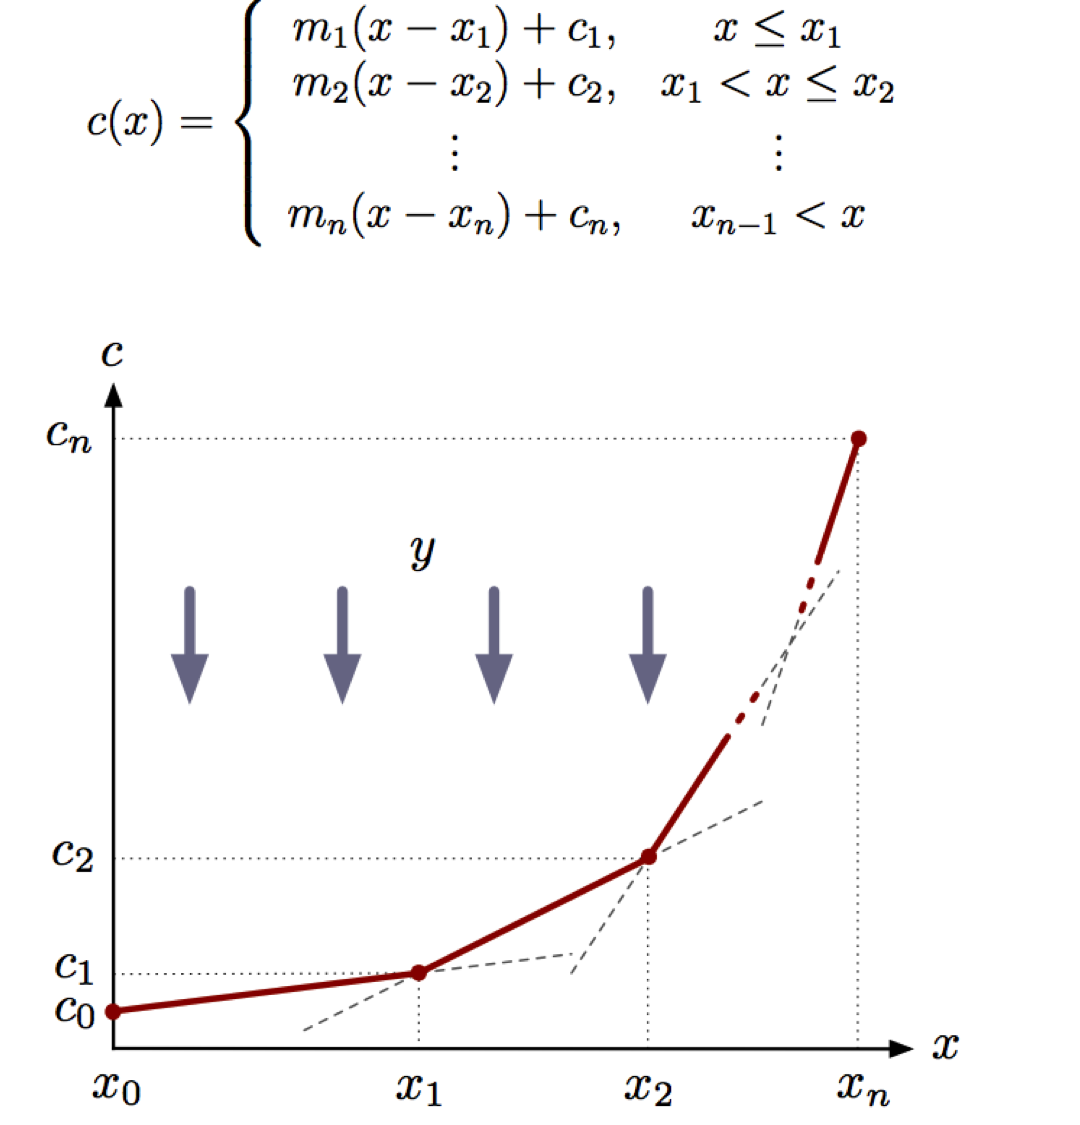 m₁(x − x₁) + c₁, x ≤ x₁
m₂(x − x₂) + c₂, x₁ < x ≤ x₂
c(x) = {
⋮ ⋮
mₙ(x − xₙ) + cₙ, xₙ₋₁ < x
c
cₙ
y
c₂
c₁
c₀
x
x₀ x₁ x₂ xₙ